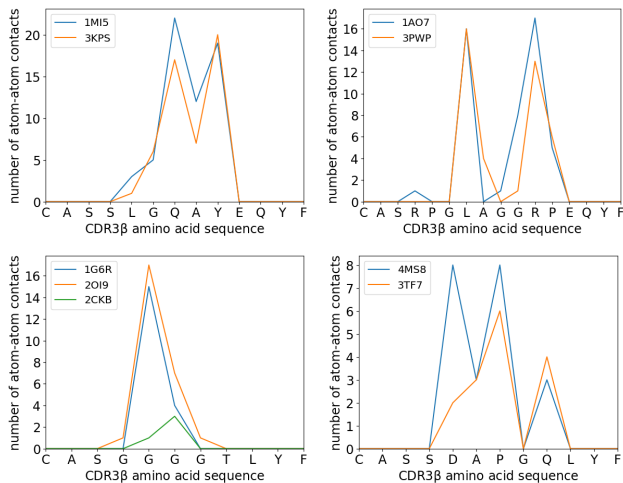 number of atom-atom contacts
20
15
10
5
0
1MI5
3KPS
C A S S L G Q A Y E Q Y F
CDR3β amino acid sequence
number of atom-atom contacts
16
14
12
10
8
6
4
2
0
1AO7
3PWP
C A S R P G L A G G R P E Q Y F
CDR3β amino acid sequence
number of atom-atom contacts
16
14
12
10
8
6
4
2
0
1G6R
2OI9
2CKB
C A S G G G G T L Y F
CDR3β amino acid sequence
number of atom-atom contacts
8
7
6
5
4
3
2
1
0
4MS8
3TF7
C A S S D A P G Q L Y F
CDR3β amino acid sequence